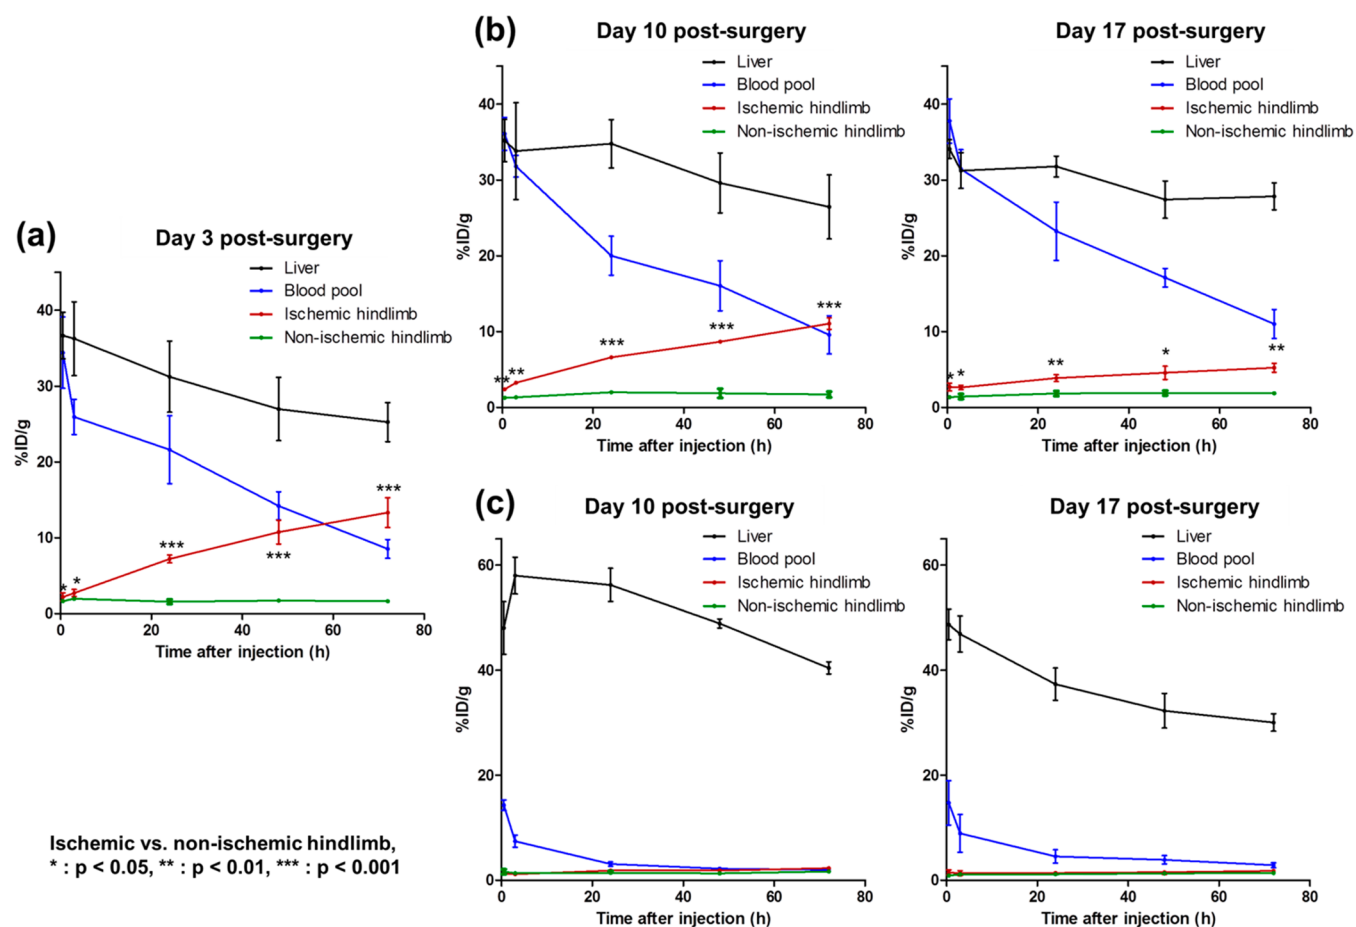 (a)
Day 3 post-surgery
Liver
Blood pool
Ischemic hindlimb
Non-ischemic hindlimb
%ID/g
40
30
20
10
0
* * *** *** ***
0 20 40 60 80
Time after injection (h)
(b)
Day 10 post-surgery
Liver
Blood pool
Ischemic hindlimb
Non-ischemic hindlimb
%ID/g
40
30
20
10
0
** ** *** *** ***
0 20 40 60 80
Time after injection (h)
Day 17 post-surgery
Liver
Blood pool
Ischemic hindlimb
Non-ischemic hindlimb
%ID/g
40
30
20
10
0
* * ** * **
0 20 40 60 80
Time after injection (h)
(c)
Day 10 post-surgery
Liver
Blood pool
Ischemic hindlimb
Non-ischemic hindlimb
%ID/g
60
40
20
0
0 20 40 60 80
Time after injection (h)
Day 17 post-surgery
Liver
Blood pool
Ischemic hindlimb
Non-ischemic hindlimb
%ID/g
60
40
20
0
0 20 40 60 80
Time after injection (h)
Ischemic vs. non-ischemic hindlimb,
* : p < 0.05, ** : p < 0.01, *** : p < 0.001